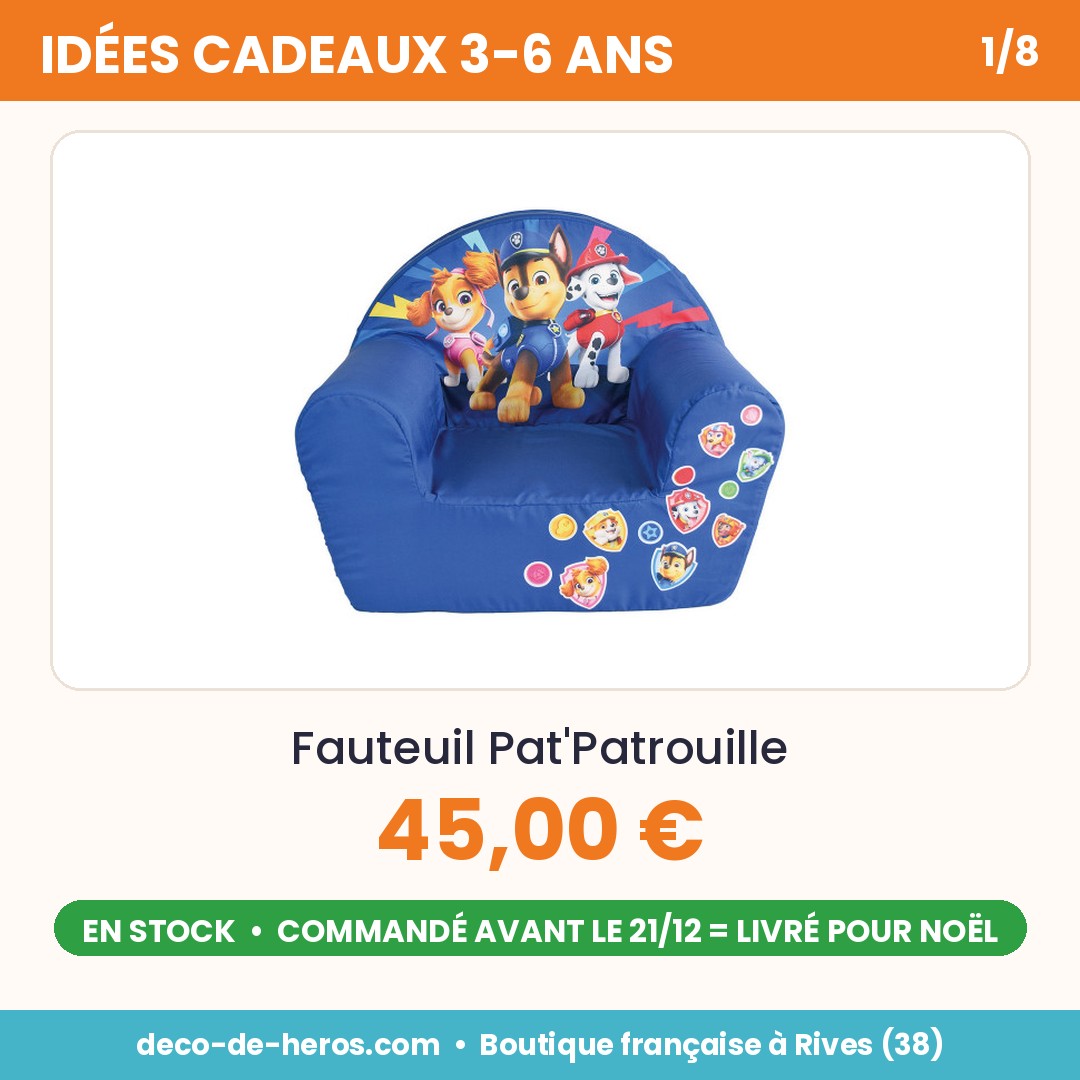 IDÉES CADEAUX 3-6 ANS
1/8
Fauteuil Pat'Patrouille
45,00 €
EN STOCK • COMMANDÉ AVANT LE 21/12 = LIVRÉ POUR NOËL
deco-de-heros.com • Boutique française à Rives (38)